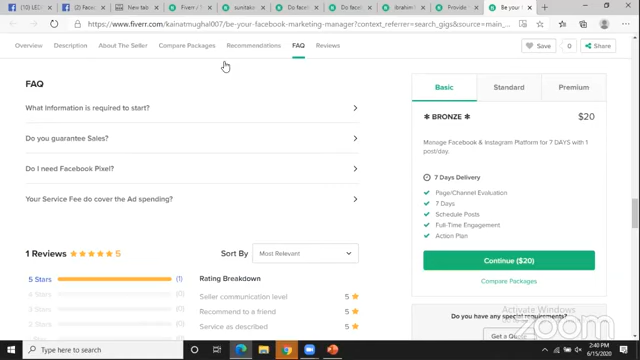 (10) LED
(2) Faceb
New tab
Fiverr / S
sunitako
Do faceb
Do faceb
ibrahim
Provide
Be your f
https://www.fiverr.com/kainatmughal007/be-your-facebook-marketing-manager?context_referrer=search_gigs&source=main_
Overview Description About The Seller Compare Packages Recommendations FAQ Reviews
Save 0 Share
FAQ
What Information is required to start?
Do you guarantee Sales?
Do I need Facebook Pixel?
Your Service Fee do cover the Ad spending?
1 Reviews 5
Sort By Most Relevant
5 Stars (1)
4 Stars (0)
3 Stars (0)
2 Stars (0)
Rating Breakdown
Seller communication level 5
Recommend to a friend 5
Service as described 5
Basic Standard Premium
✻ BRONZE ✻ $20
Manage Facebook & Instagram Platform for 7 DAYS with 1
post/day.
7 Days Delivery
Page/Channel Evaluation
7 Days
Schedule Posts
Full-Time Engagement
Action Plan
Continue ($20)
Compare Packages
Do you have any special requirements?
Get a Quote
Activate Windows
zoom
Type here to search
2:40 PM
6/15/2020